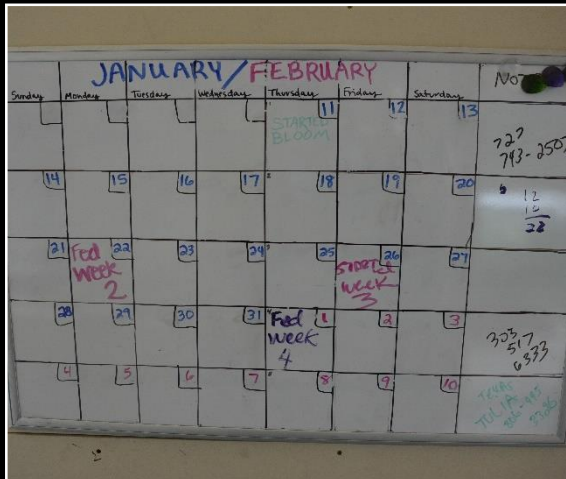 JANUARY/FEBRUARY
Sunday Monday Tuesday Wednesday Thursday Friday Saturday NOT
11 12 13
STARTED
BLOOM
727
743-2507
14 15 16 17 18 19 20
12
28
21 22 23 24 25 26 27
Fed
Week
2
STARTED
Week
3
28 29 30 31 1 2 3
Fed
Week
4
303
517
6333
4 5 6 7 8 9 10
TULIA